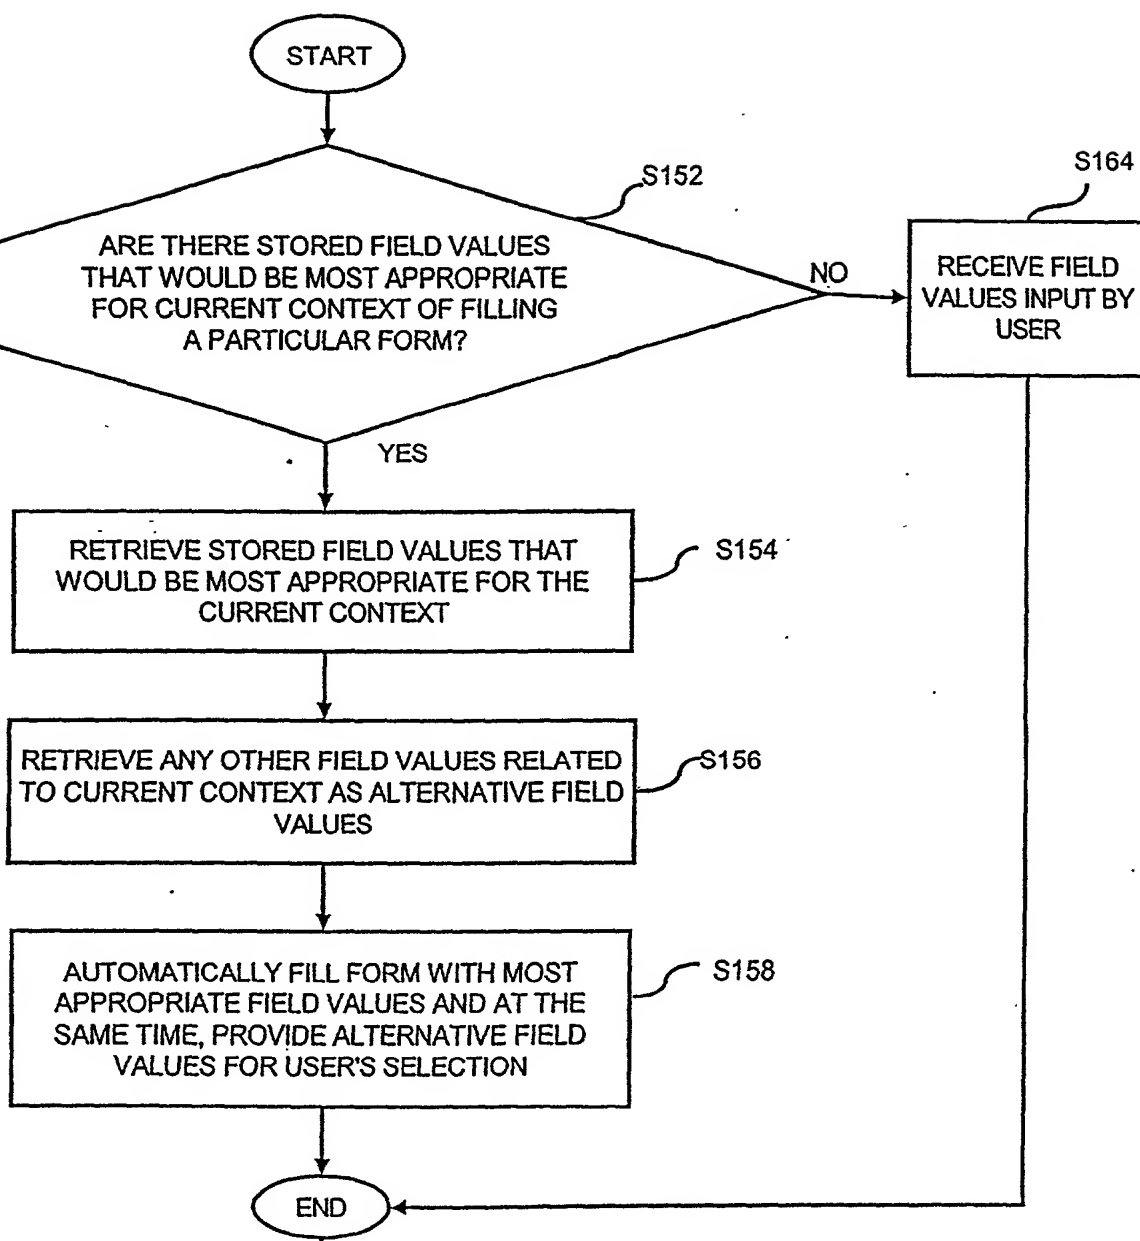 START
S152
S164
ARE THERE STORED FIELD VALUES
THAT WOULD BE MOST APPROPRIATE
FOR CURRENT CONTEXT OF FILLING
A PARTICULAR FORM?
NO
RECEIVE FIELD
VALUES INPUT BY
USER
YES
RETRIEVE STORED FIELD VALUES THAT
WOULD BE MOST APPROPRIATE FOR THE
CURRENT CONTEXT
S154
RETRIEVE ANY OTHER FIELD VALUES RELATED
TO CURRENT CONTEXT AS ALTERNATIVE FIELD
VALUES
S156
AUTOMATICALLY FILL FORM WITH MOST
APPROPRIATE FIELD VALUES AND AT THE
SAME TIME, PROVIDE ALTERNATIVE FIELD
VALUES FOR USER'S SELECTION
S158
END